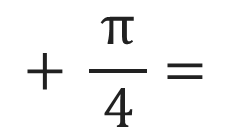 + π/4 =